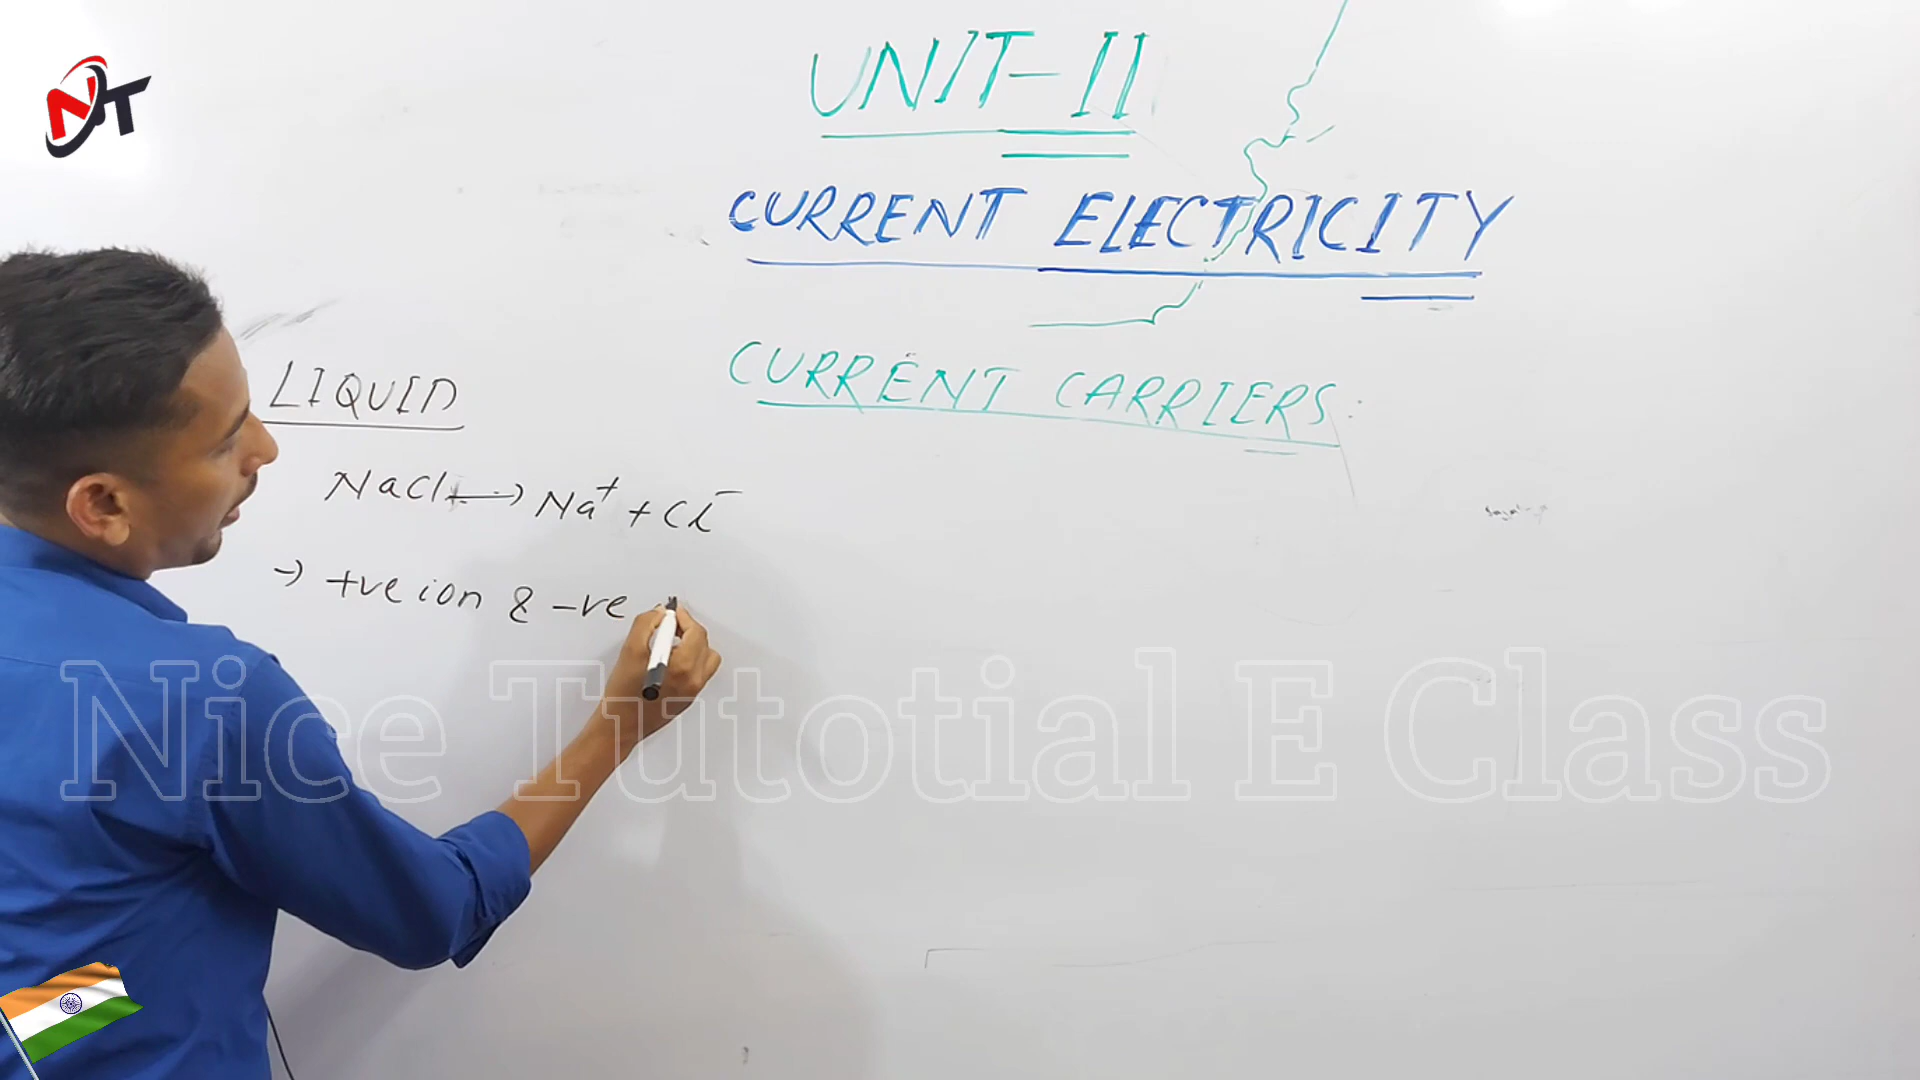 NT
UNIT-II
CURRENT ELECTRICITY
CURRENT CARRIERS
LIQUID
NaCl ⟷ Na⁺ + Cl⁻
→ +ve ion & -ve
Nice Tutotial E Class